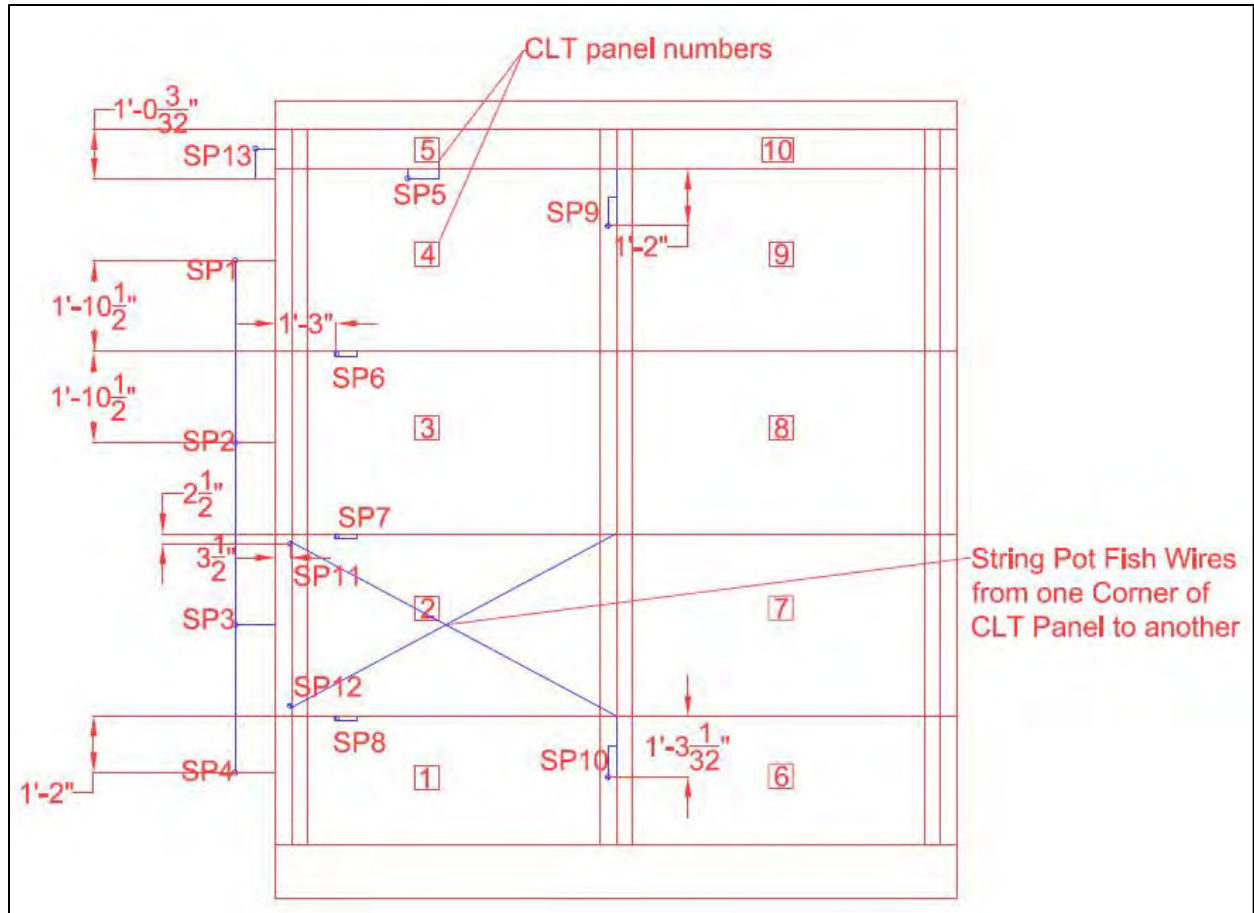 CLT panel numbers
1'-0 3/32"
SP13
5
10
SP5
SP9
1'-2"
4
9
SP1
1'-10 1/2"
1'-3"
SP6
1'-10 1/2"
3
8
SP2
2 1/2"
SP7
3 1/2"
SP11
String Pot Fish Wires
from one Corner of
CLT Panel to another
2
7
SP3
SP12
SP8
1'-3 1/32"
SP10
SP4
1
6
1'-2"